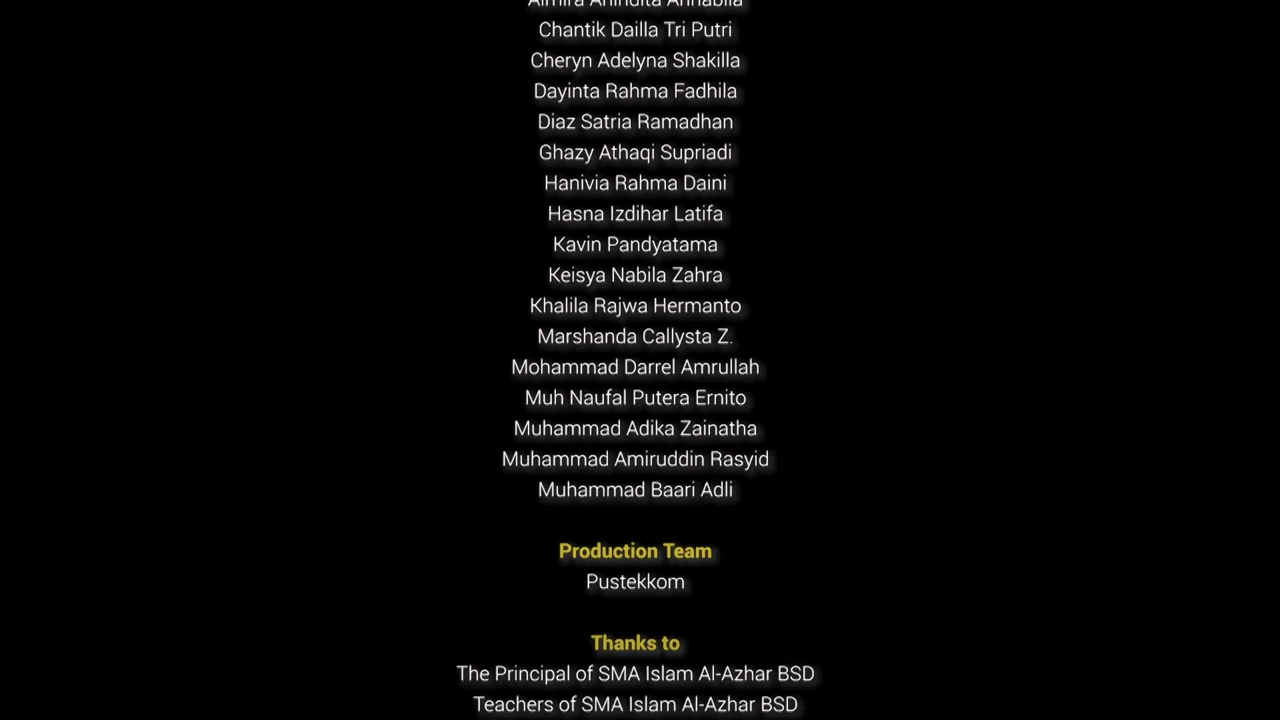 Almira Anindita Annabila
Chantik Dailla Tri Putri
Cheryn Adelyna Shakilla
Dayinta Rahma Fadhila
Diaz Satria Ramadhan
Ghazy Athaqi Supriadi
Hanivia Rahma Daini
Hasna Izdihar Latifa
Kavin Pandyatama
Keisya Nabila Zahra
Khalila Rajwa Hermanto
Marshanda Callysta Z.
Mohammad Darrel Amrullah
Muh Naufal Putera Ernito
Muhammad Adika Zainatha
Muhammad Amiruddin Rasyid
Muhammad Baari Adli
Production Team
Pustekkom
Thanks to
The Principal of SMA Islam Al-Azhar BSD
Teachers of SMA Islam Al-Azhar BSD